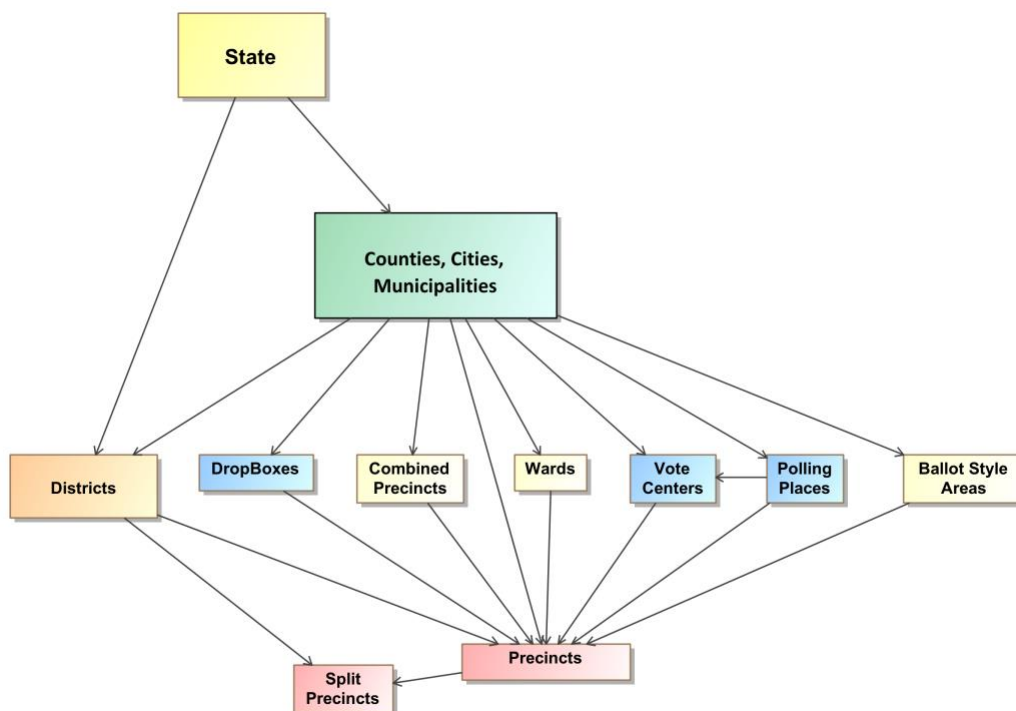 State
Counties, Cities,
Municipalities
Districts
DropBoxes
Combined
Precincts
Wards
Vote
Centers
Polling
Places
Ballot Style
Areas
Precincts
Split
Precincts